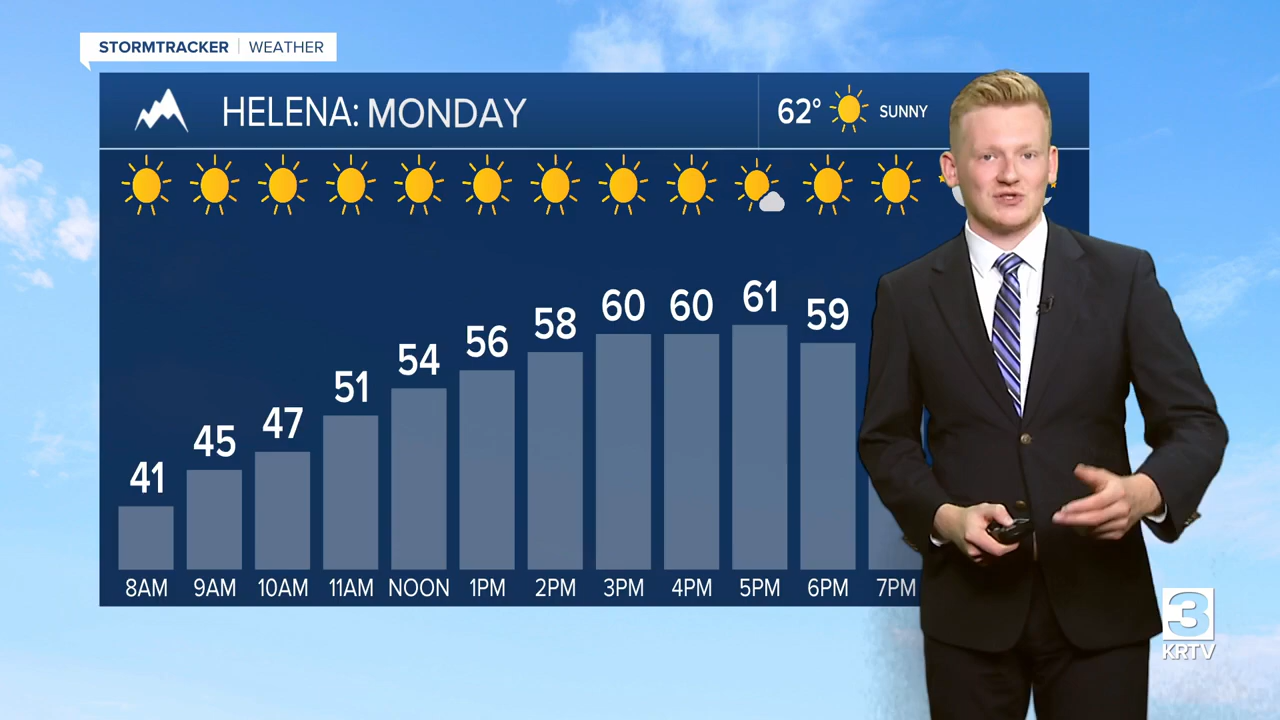 STORMTRACKER | WEATHER
HELENA: MONDAY
62° SUNNY
41 45 47 51 54 56 58 60 60 61 59
8AM 9AM 10AM 11AM NOON 1PM 2PM 3PM 4PM 5PM 6PM 7PM
3
KRTV